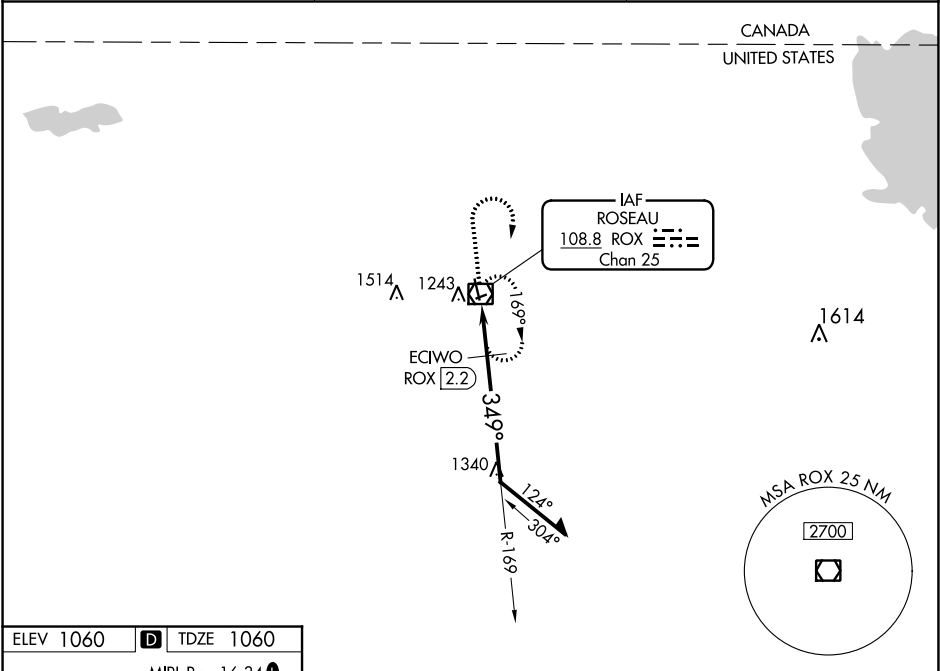 CANADA
UNITED STATES
IAF
ROSEAU
108.8 ROX
Chan 25
1514
1243
169°
1614
ECIWO
ROX 2.2
349°
1340
124°
304°
R-169
MSA ROX 25 NM
2700
ELEV 1060 D TDZE 1060